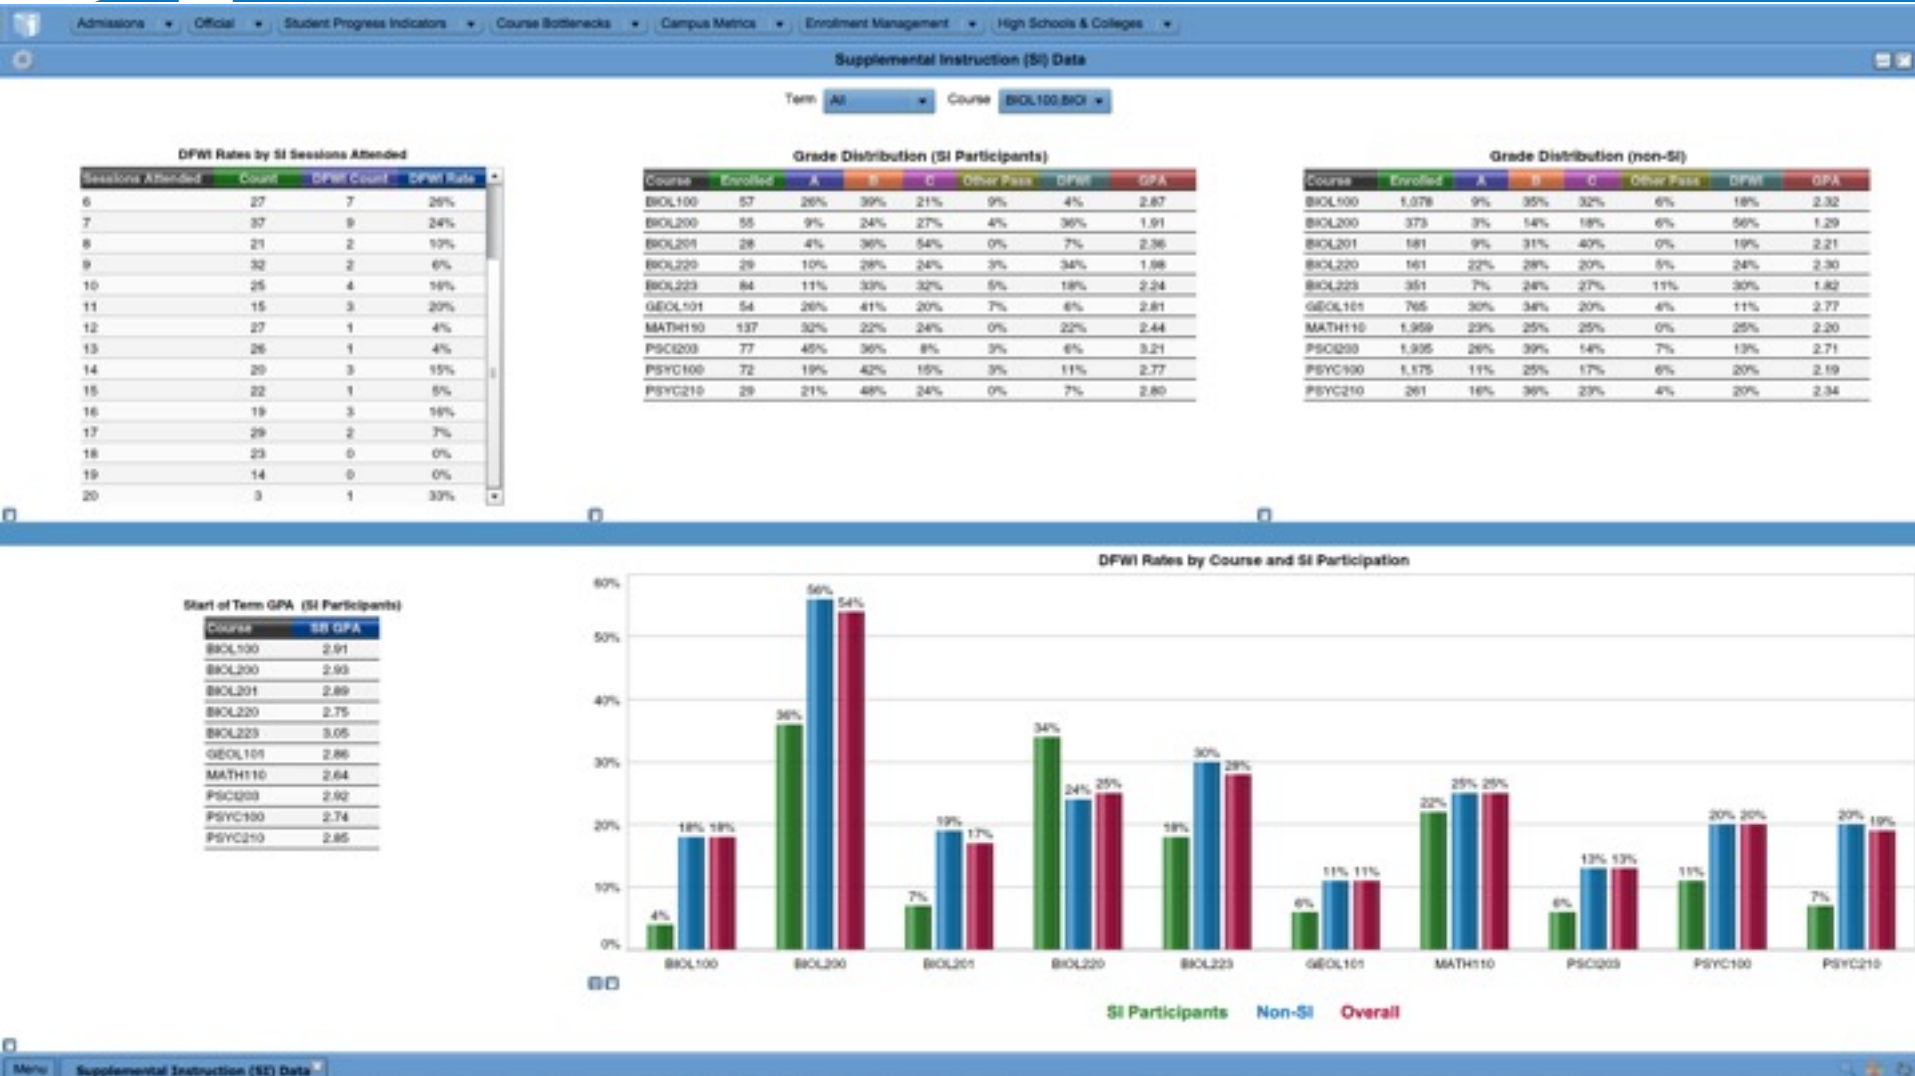 Admissions Official Student Progress Indicators Course Bottlenecks Campus Metrics Enrollment Management High Schools & Colleges
Supplemental Instruction (SI) Data
Term All Course BIOL100,BIOI
DFWI Rates by SI Sessions Attended
Sessions Attended Count DFWI Count DFWI Rate
6 27 7 26%
7 37 9 24%
8 21 2 10%
9 32 2 6%
10 25 4 16%
11 15 3 20%
12 27 1 4%
13 26 1 4%
14 20 3 15%
15 22 1 5%
16 19 3 16%
17 29 2 7%
18 23 0 0%
19 14 0 0%
20 3 1 33%
Grade Distribution (SI Participants)
Course Enrolled A B C Other Pass DFWI GPA
BIOL100 57 26% 39% 21% 9% 4% 2.87
BIOL200 55 9% 24% 27% 4% 36% 1.91
BIOL201 28 4% 36% 54% 0% 7% 2.36
BIOL220 29 10% 28% 24% 3% 34% 1.98
BIOL223 84 11% 33% 32% 5% 18% 2.24
GEOL101 54 26% 41% 20% 7% 6% 2.81
MATH110 137 32% 22% 24% 0% 22% 2.44
PSCI203 77 45% 36% 8% 3% 6% 3.21
PSYC100 72 19% 42% 15% 3% 11% 2.77
PSYC210 29 21% 48% 24% 0% 7% 2.80
Grade Distribution (non-SI)
Course Enrolled A B C Other Pass DFWI GPA
BIOL100 1,078 9% 35% 32% 6% 18% 2.32
BIOL200 373 3% 14% 18% 6% 56% 1.29
BIOL201 181 9% 31% 40% 0% 19% 2.21
BIOL220 161 22% 28% 20% 5% 24% 2.30
BIOL223 351 7% 24% 27% 11% 30% 1.82
GEOL101 765 30% 34% 20% 4% 11% 2.77
MATH110 1,959 23% 25% 25% 0% 25% 2.20
PSCI203 1,935 26% 39% 14% 7% 13% 2.71
PSYC100 1,175 11% 25% 17% 6% 20% 2.19
PSYC210 261 16% 36% 23% 4% 20% 2.34
Start of Term GPA (SI Participants)
Course SB GPA
BIOL100 2.91
BIOL200 2.93
BIOL201 2.89
BIOL220 2.75
BIOL223 3.05
GEOL101 2.86
MATH110 2.64
PSCI203 2.92
PSYC100 2.74
PSYC210 2.85
DFWI Rates by Course and SI Participation
60%
50%
40%
30%
20%
10%
0%
4% 18% 18%
36% 56% 54%
7% 19% 17%
34% 24% 25%
18% 30% 28%
6% 11% 11%
22% 25% 25%
6% 13% 13%
11% 20% 20%
7% 20% 19%
BIOL100 BIOL200 BIOL201 BIOL220 BIOL223 GEOL101 MATH110 PSCI203 PSYC100 PSYC210
SI Participants Non-SI Overall
Menu Supplemental Instruction (SI) Data